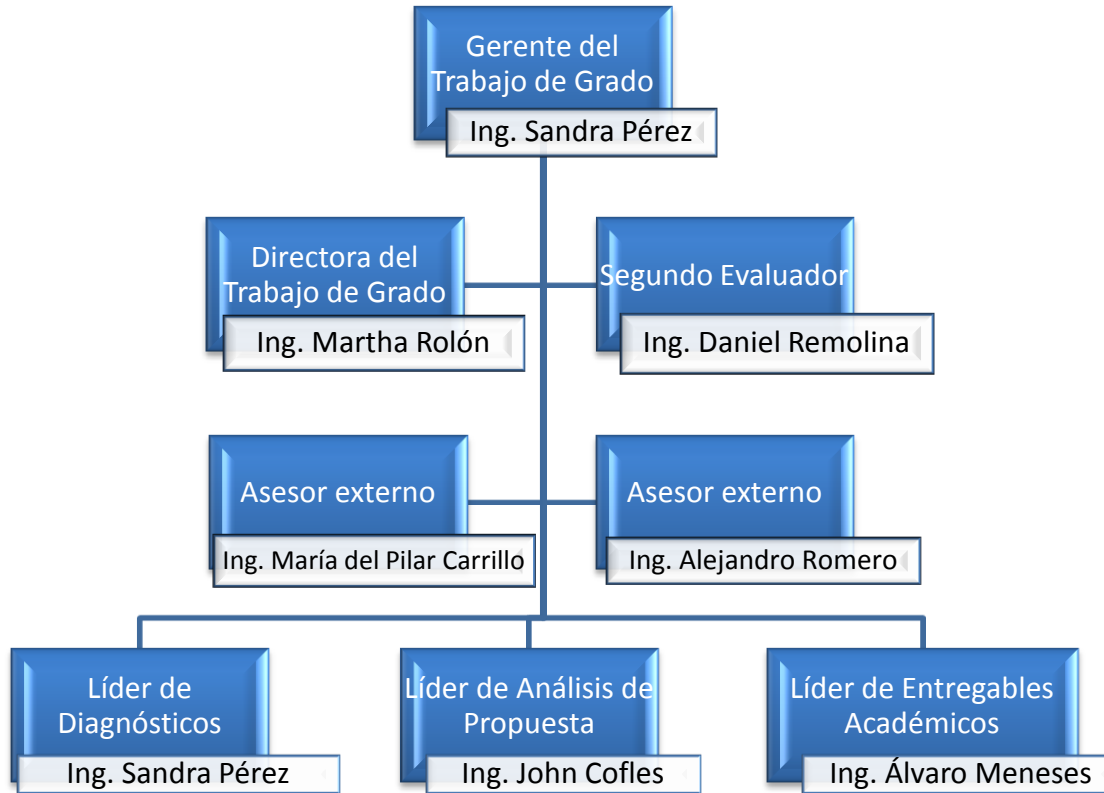 Gerente del
Trabajo de Grado
Ing. Sandra Pérez
Directora del
Trabajo de Grado
Ing. Martha Rolón
Segundo Evaluador
Ing. Daniel Remolina
Asesor externo
Ing. María del Pilar Carrillo
Asesor externo
Ing. Alejandro Romero
Líder de
Diagnósticos
Ing. Sandra Pérez
Líder de Análisis de
Propuesta
Ing. John Cofles
Líder de Entregables
Académicos
Ing. Álvaro Meneses